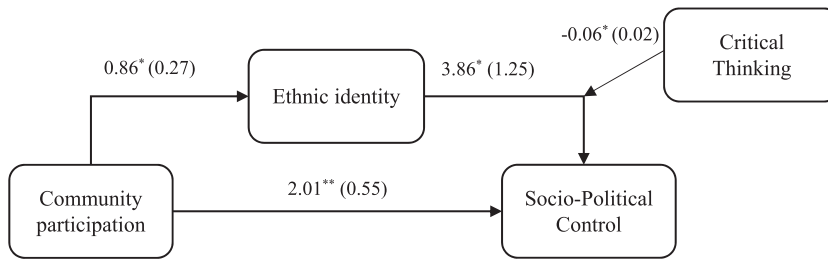 -0.06* (0.02)
Critical
Thinking
0.86* (0.27)
Ethnic identity
3.86* (1.25)
Community
participation
2.01** (0.55)
Socio-Political
Control